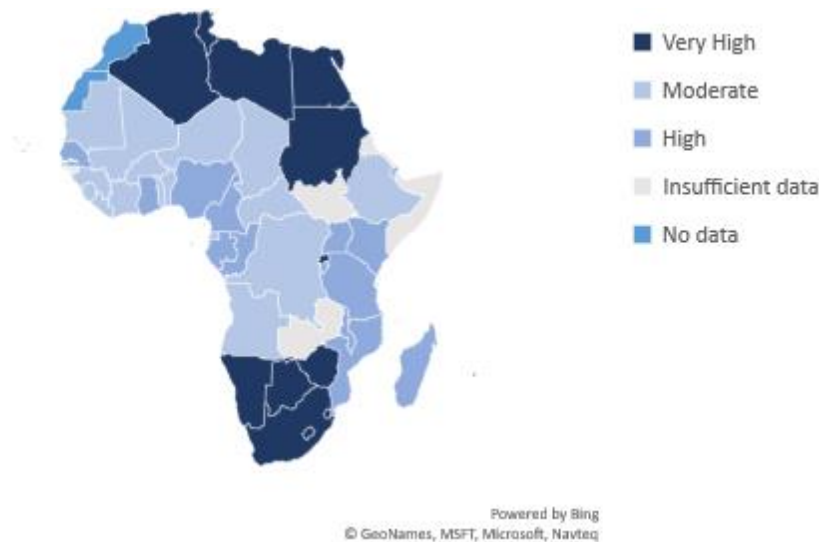 Very High
Moderate
High
Insufficient data
No data
Powered by Bing
© GeoNames, MSFT, Microsoft, Navteq